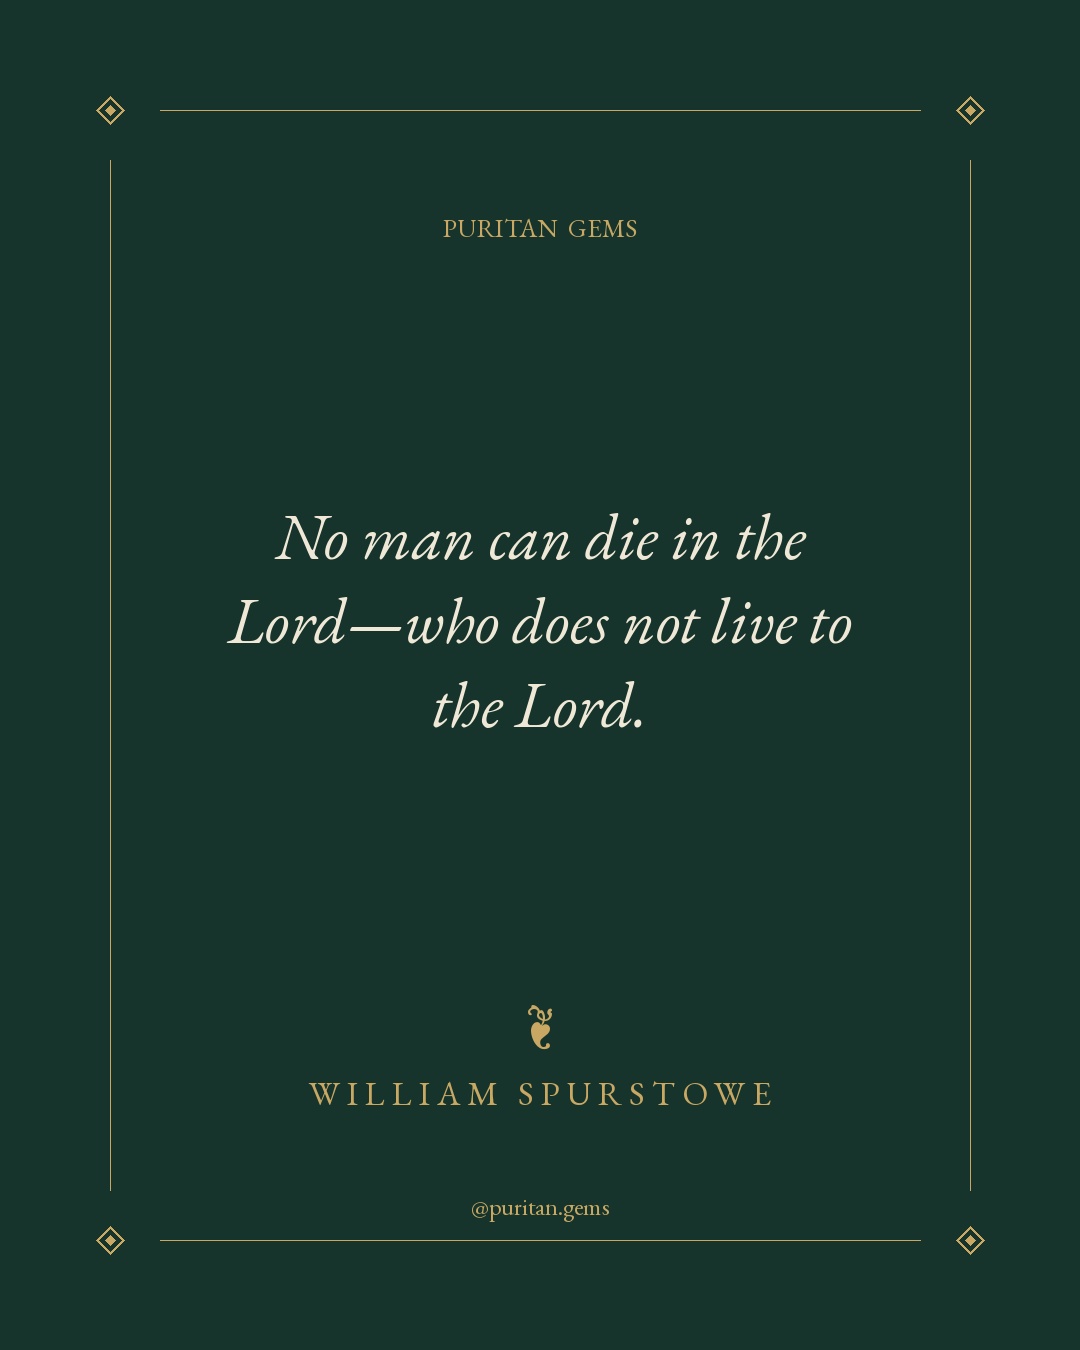 PURITAN GEMS
No man can die in the
Lord—who does not live to
the Lord.
❦
WILLIAM SPURSTOWE
@puritan.gems